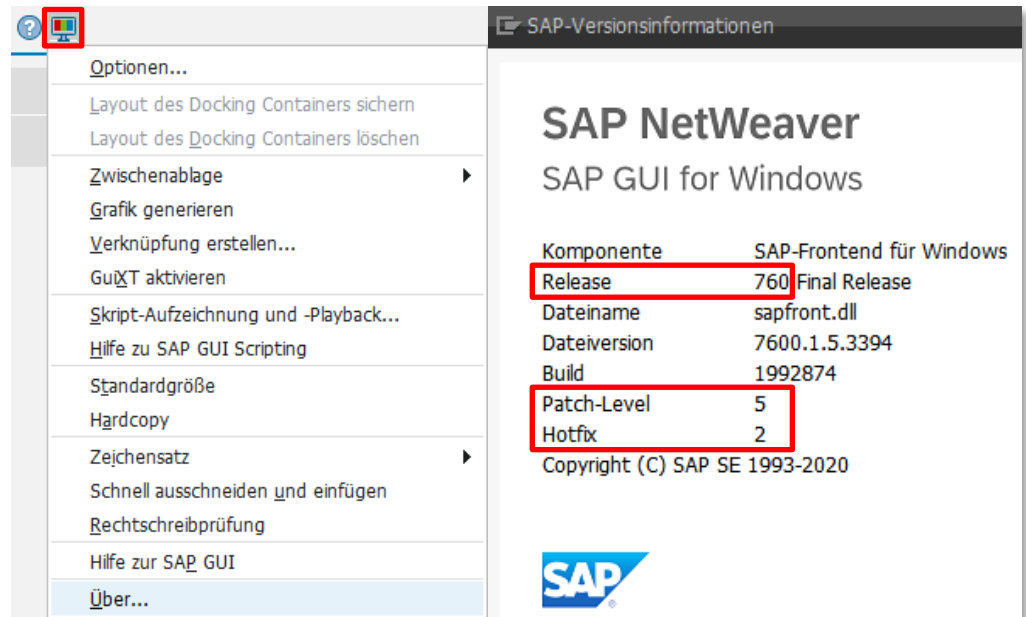 Optionen...
Layout des Docking Containers sichern
Layout des Docking Containers löschen
Zwischenablage
Grafik generieren
Verknüpfung erstellen...
GuiXT aktivieren
Skript-Aufzeichnung und -Playback...
Hilfe zu SAP GUI Scripting
Standardgröße
Hardcopy
Zeichensatz
Schnell ausschneiden und einfügen
Rechtschreibprüfung
Hilfe zur SAP GUI
Über...
SAP-Versionsinformationen
SAP NetWeaver
SAP GUI for Windows
Komponente SAP-Frontend für Windows
Release 760 Final Release
Dateiname sapfront.dll
Dateiversion 7600.1.5.3394
Build 1992874
Patch-Level 5
Hotfix 2
Copyright (C) SAP SE 1993-2020
SAP